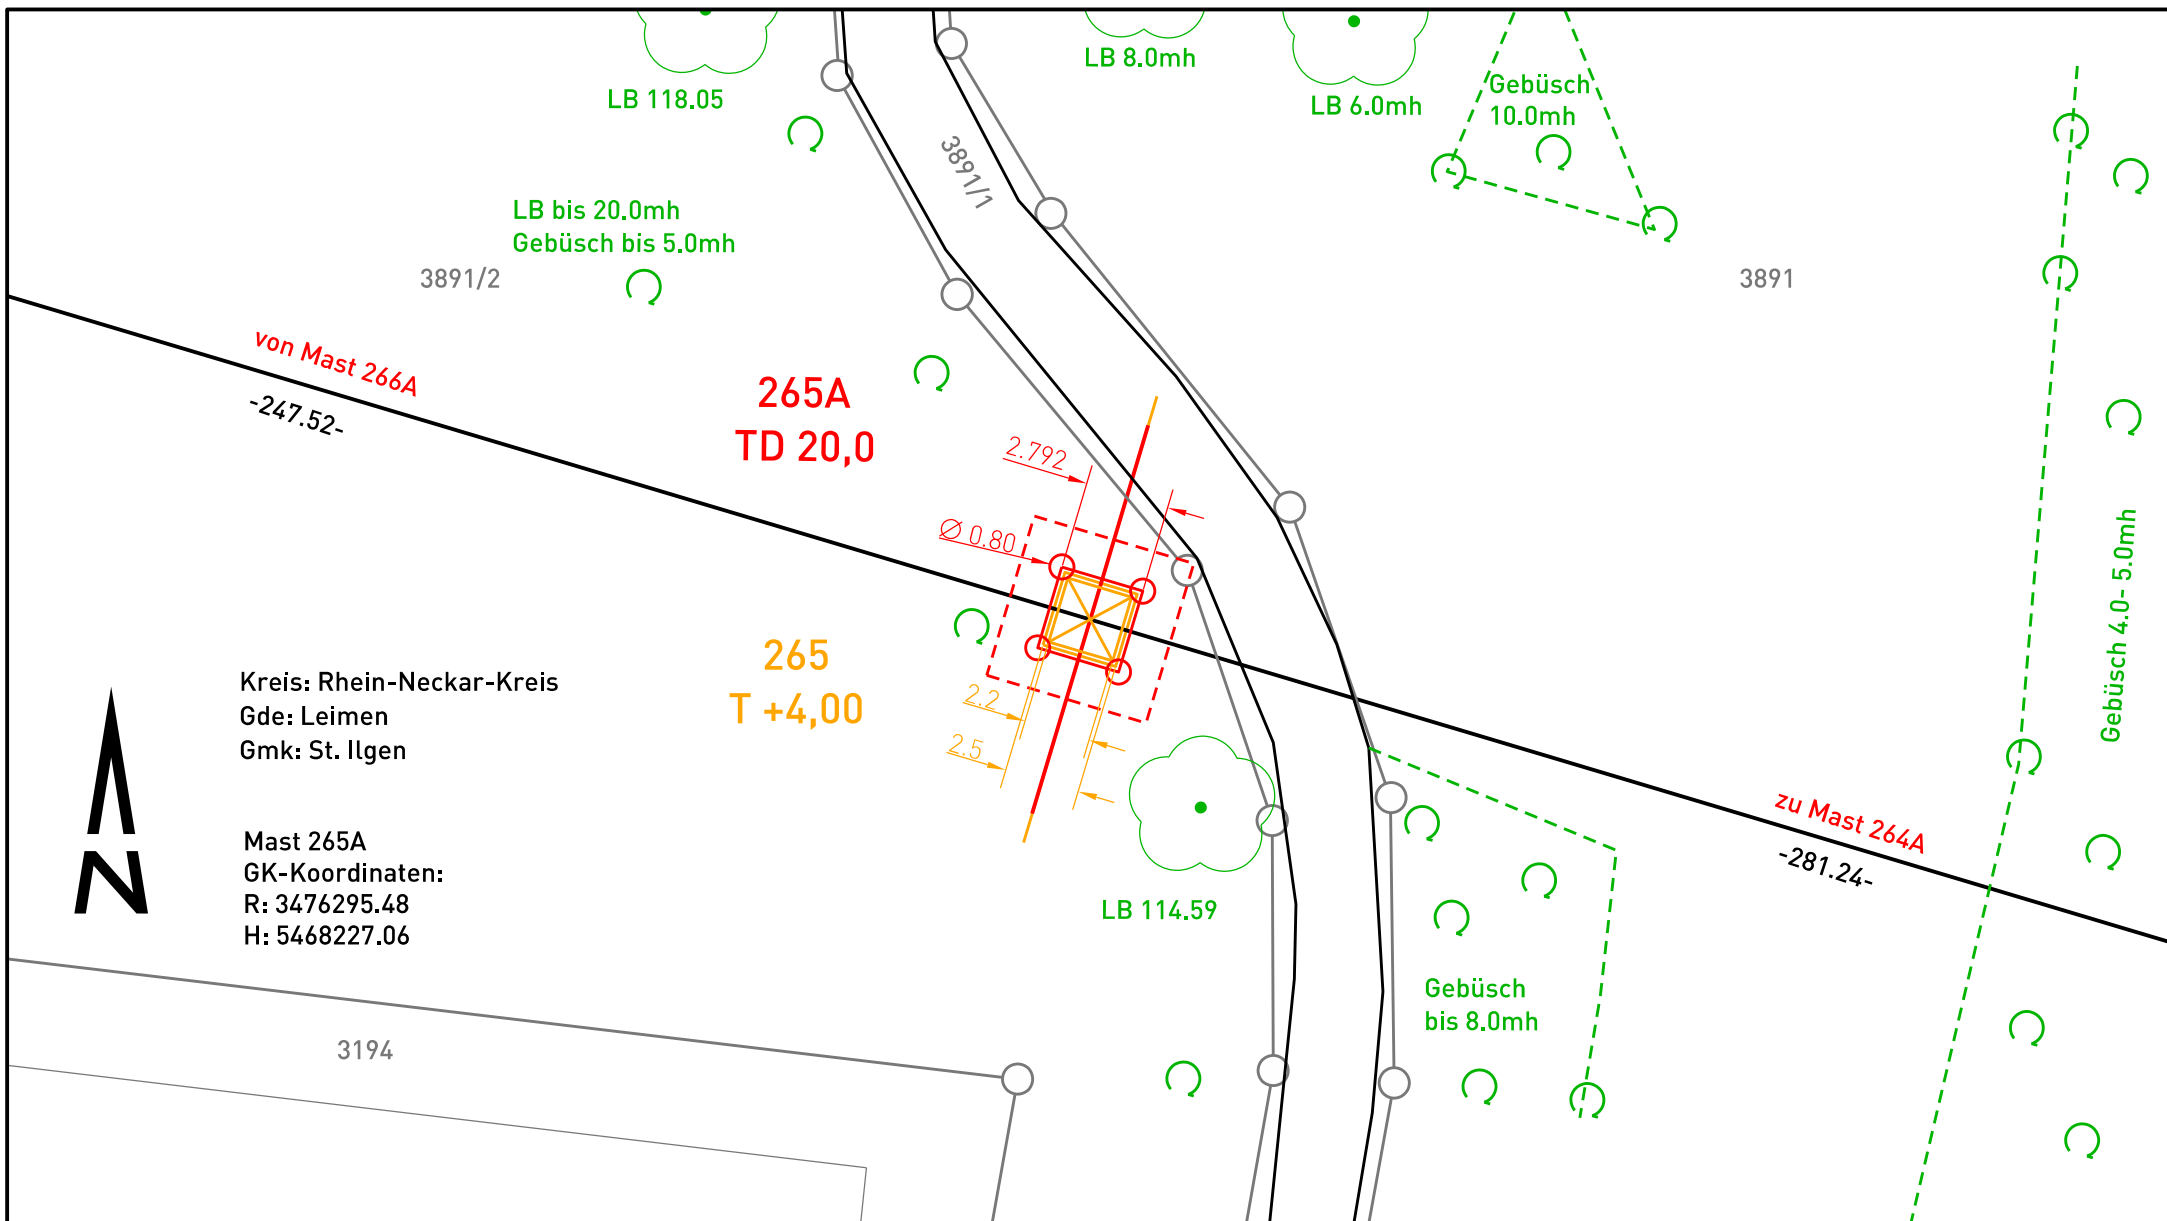 LB 118.05
LB 8.0mh
LB 6.0mh
Gebüsch
10.0mh
3891/1
LB bis 20.0mh
Gebüsch bis 5.0mh
3891/2
3891
von Mast 266A
-247.52-
265A
TD 20,0
2.792
Ø 0.80
Gebüsch 4.0- 5.0mh
265
T +4,00
2.2
2.5
Kreis: Rhein-Neckar-Kreis
Gde: Leimen
Gmk: St. Ilgen
N
Mast 265A
GK-Koordinaten:
R: 3476295.48
H: 5468227.06
zu Mast 264A
-281.24-
LB 114.59
Gebüsch
bis 8.0mh
3194